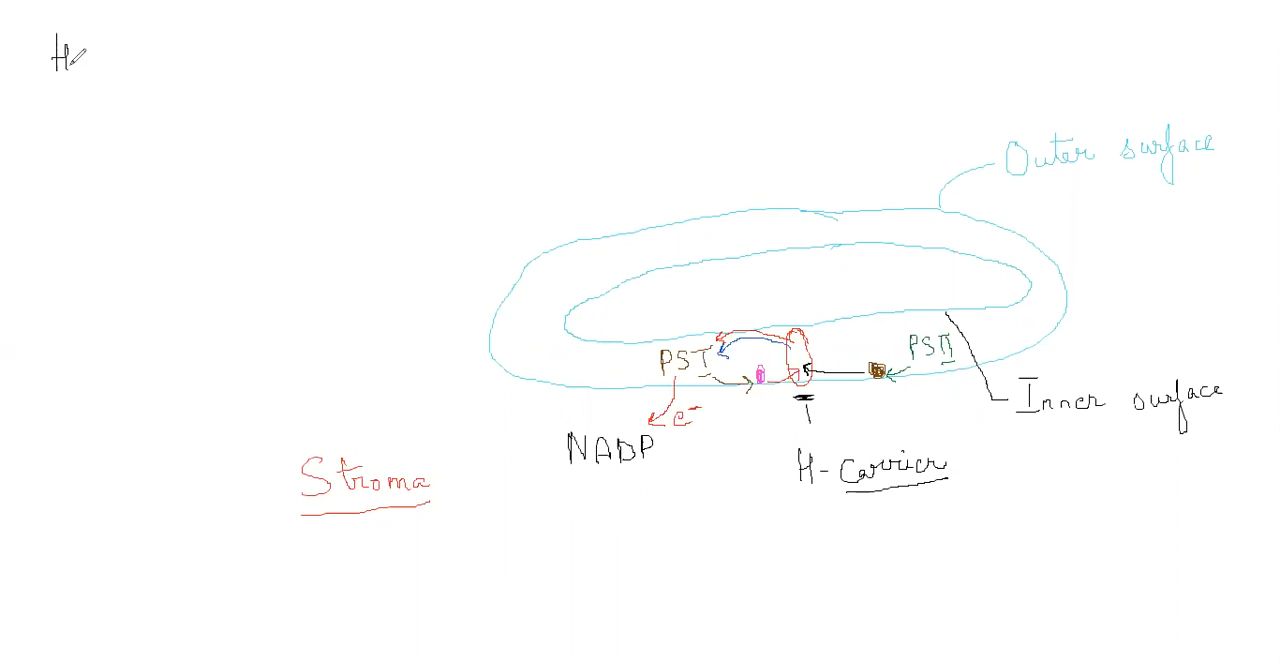 H
Outer surface
PS II
PS I
Inner surface
e⁻
NADP
H-carrier
Stroma